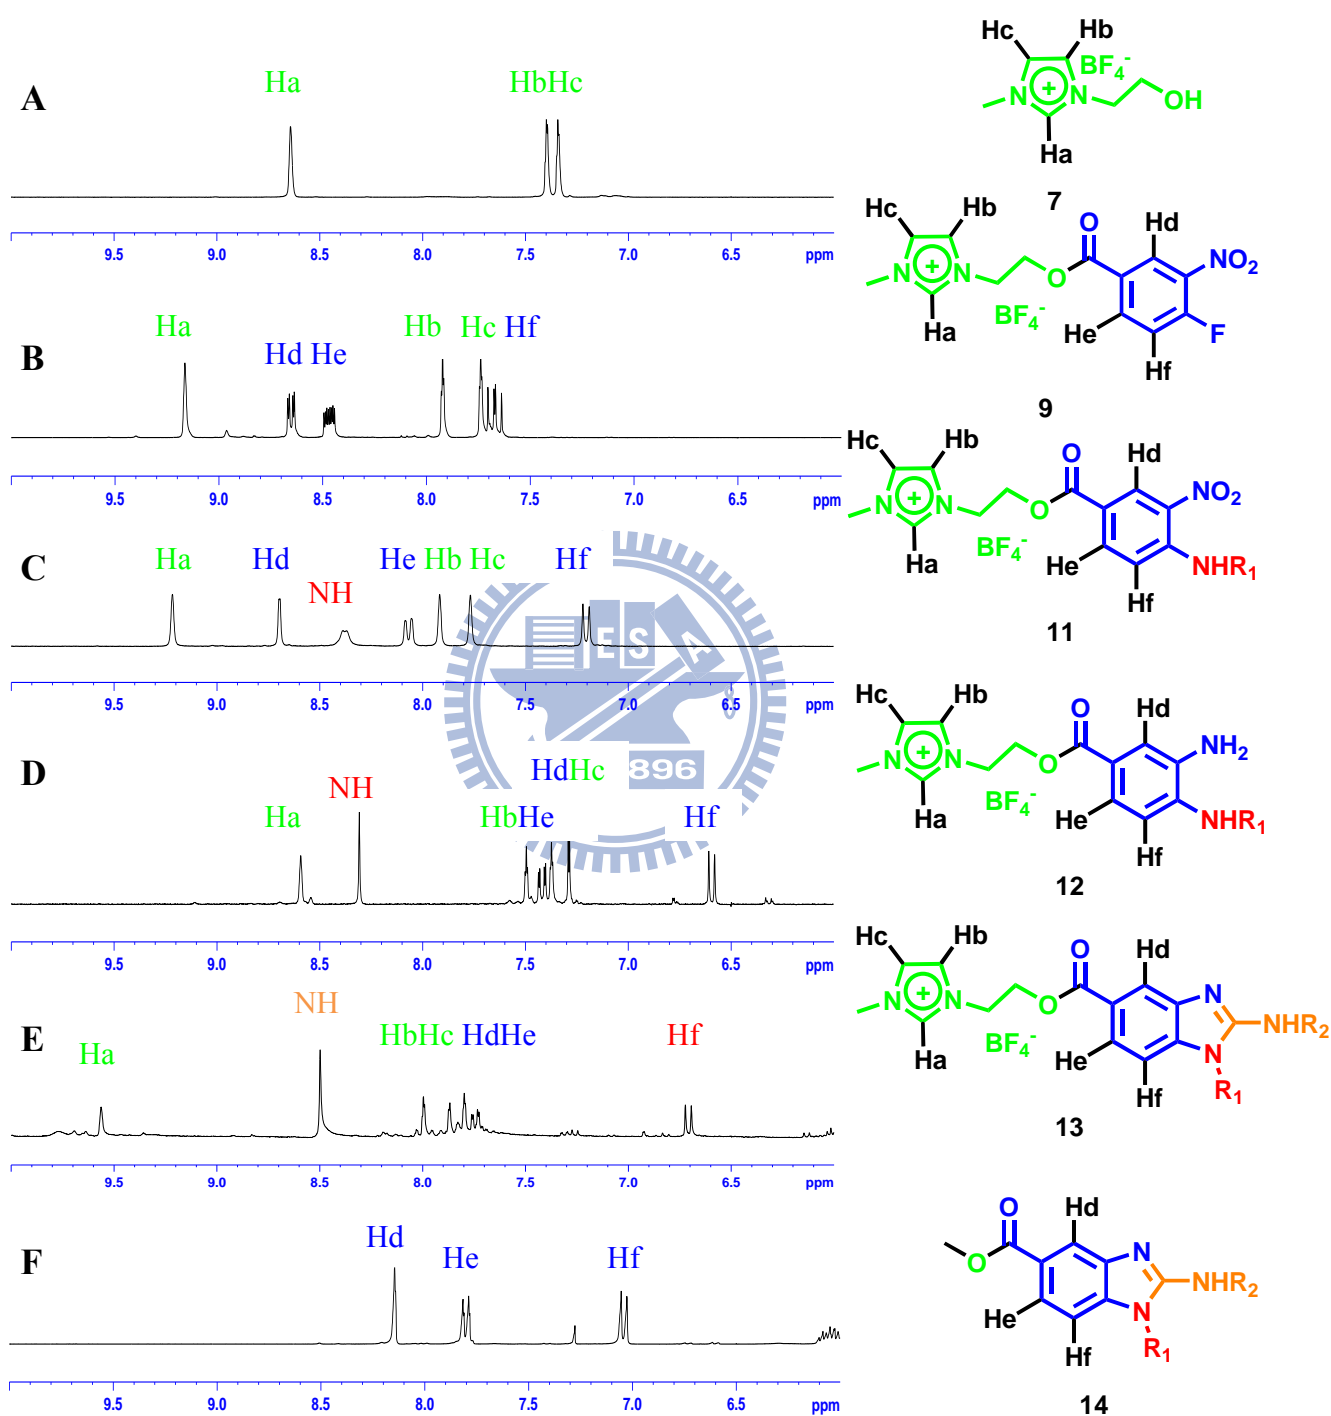 A
Ha
HbHc
9.5 9.0 8.5 8.0 7.5 7.0 6.5 ppm
Hc Hb
BF4-
N + N
OH
Ha
7
B
Ha
Hd He
Hb Hc Hf
9.5 9.0 8.5 8.0 7.5 7.0 6.5 ppm
Hc Hb
O
Hd
NO2
N + N
O
BF4-
F
Ha
He
Hf
9
C
Ha
Hd
NH
He
Hb Hc
Hf
9.5 9.0 8.5 8.0 7.5 7.0 6.5 ppm
Hc Hb
O
Hd
NO2
N + N
O
BF4-
NHR1
Ha
He
Hf
11
E S A
896
D
Ha
NH
HdHc
HbHe
Hf
9.5 9.0 8.5 8.0 7.5 7.0 6.5 ppm
Hc Hb
O
Hd
NH2
N + N
O
BF4-
NHR1
Ha
He
Hf
12
E
Ha
NH
HbHc
HdHe
Hf
9.5 9.0 8.5 8.0 7.5 7.0 6.5 ppm
Hc Hb
O
Hd
N
N + N
O
BF4-
NHR2
N
R1
Ha
He
Hf
13
F
Hd
He
Hf
9.5 9.0 8.5 8.0 7.5 7.0 6.5 ppm
O
Hd
N
O
NHR2
N
R1
He
Hf
14